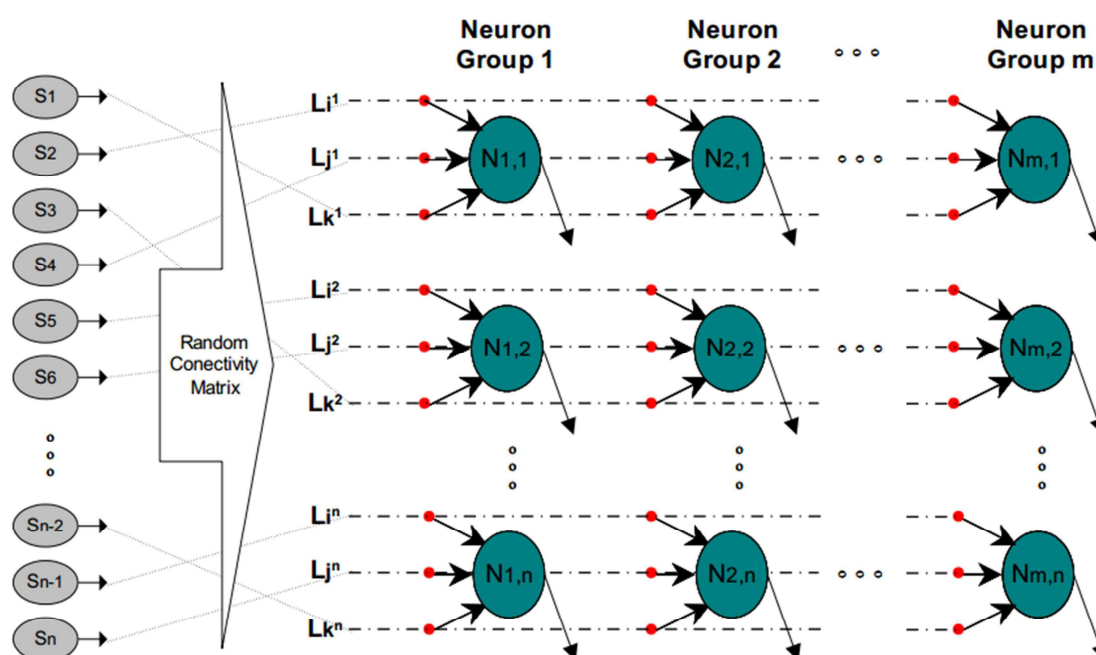 Neuron Group 1
Neuron Group 2
Neuron Group m
S1
S2
S3
S4
S5
S6
Sn-2
Sn-1
Sn
Random
Conectivity
Matrix
Li¹
Lj¹
Lk¹
Li²
Lj²
Lk²
Liⁿ
Ljⁿ
Lkⁿ
N1,1
N2,1
Nm,1
N1,2
N2,2
Nm,2
N1,n
N2,n
Nm,n